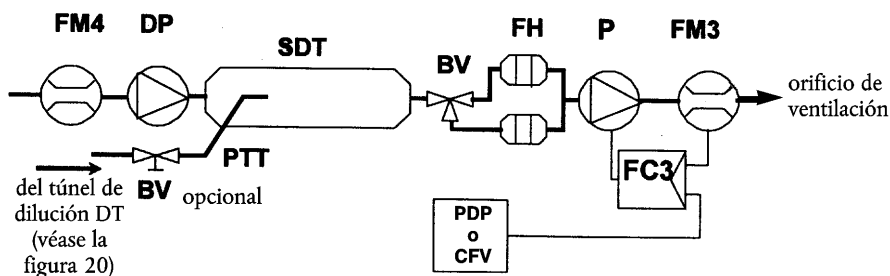 FM4
DP
SDT
BV
FH
P
FM3
orificio de
ventilación
PTT
BV
opcional
del túnel de
dilución DT
(véase la
figura 20)
FC3
PDP
o
CFV